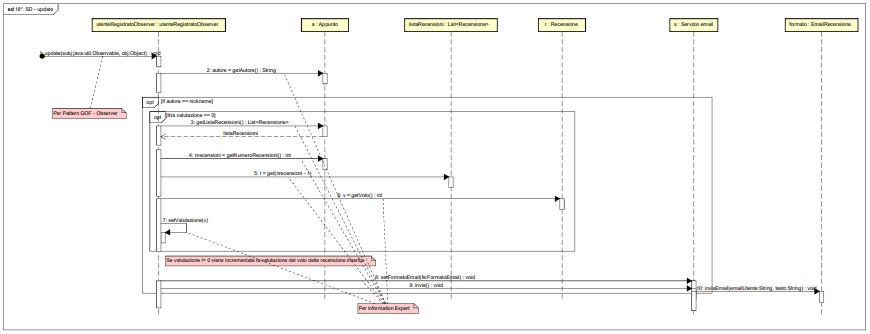 sd 18°. SD - update
utenteRegistratoObserver : utenteRegistratoObserver
a : Appunto
listaRecensioni : List<Recensione>
r : Recensione
s : Servizio email
formato : EmailRecensione
1: update(subj:java.util.Observable, obj:Object) : void
2: autore = getAutore() : String
opt
[if autore == nickname]
Per Pattern GOF - Observer
opt
[this.valutazione == 0]
3: getListaRecensioni() : List<Recensione>
listaRecensioni
4: nrecensioni = getNumeroRecensioni() : int
5: r = get(nrecensioni - 1)
6: v = getVoto() : int
7: setValutazione(v)
Se valutazione != 0 viene incrementata la valutazione del voto della recensione inserita
8: setFormatoEmail(fe:FormatoEmail) : void
9: invia() : void
10: inviaEmail(emailUtente:String, testo:String) : void
Per Information Expert